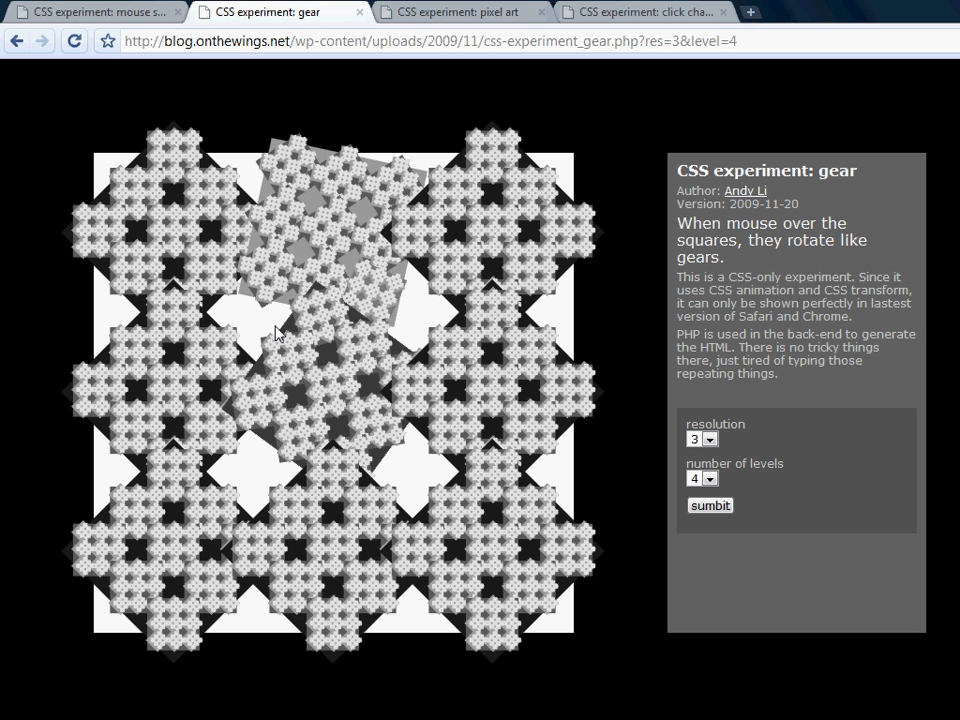 CSS experiment: mouse s...
CSS experiment: gear
CSS experiment: pixel art
CSS experiment: click cha...
http://blog.onthewings.net/wp-content/uploads/2009/11/css-experiment_gear.php?res=3&level=4
CSS experiment: gear
Author: Andy Li
Version: 2009-11-20
When mouse over the
squares, they rotate like
gears.
This is a CSS-only experiment. Since it
uses CSS animation and CSS transform,
it can only be shown perfectly in lastest
version of Safari and Chrome.
PHP is used in the back-end to generate
the HTML. There is no tricky things
there, just tired of typing those
repeating things.
resolution
3
number of levels
4
sumbit